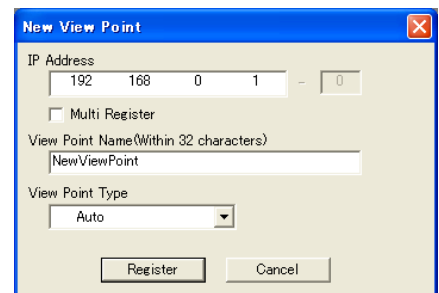 New View Point
IP Address
192 168 0 1 - 0
Multi Register
View Point Name(Within 32 characters)
NewViewPoint
View Point Type
Auto
Register Cancel